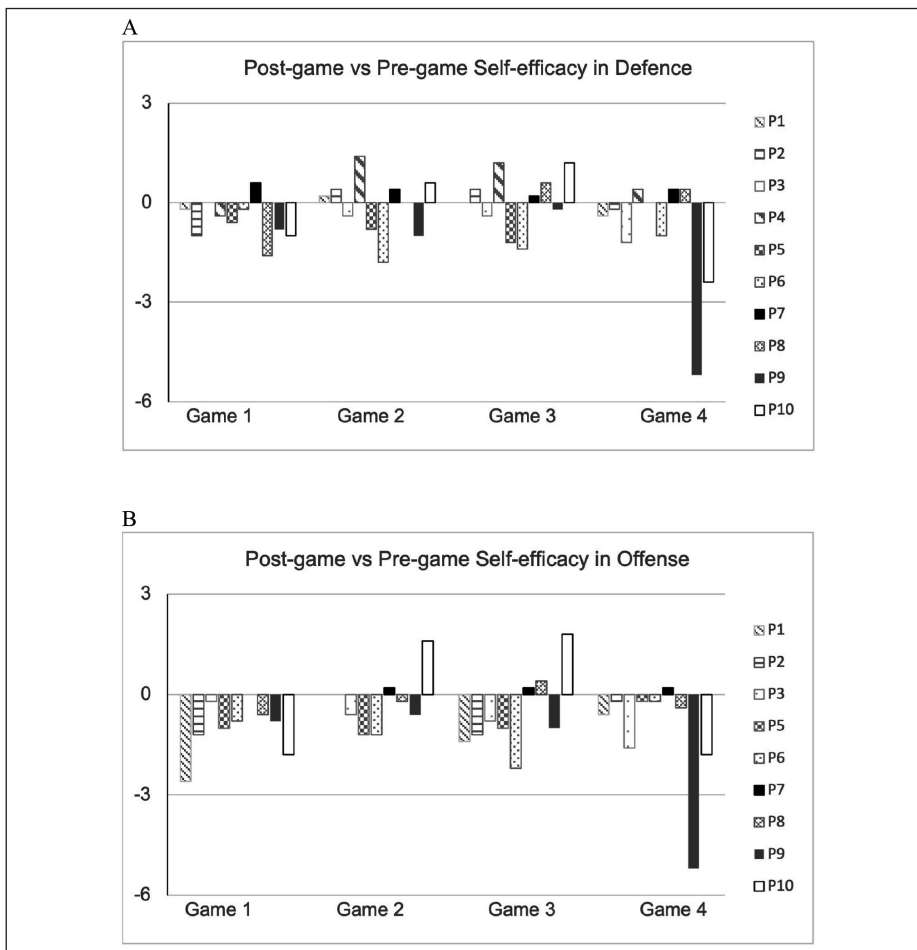 A
Post-game vs Pre-game Self-efficacy in Defence
3
0
-3
-6
Game 1 Game 2 Game 3 Game 4
P1
P2
P3
P4
P5
P6
P7
P8
P9
P10
B
Post-game vs Pre-game Self-efficacy in Offense
3
0
-3
-6
Game 1 Game 2 Game 3 Game 4
P1
P2
P3
P5
P6
P7
P8
P9
P10